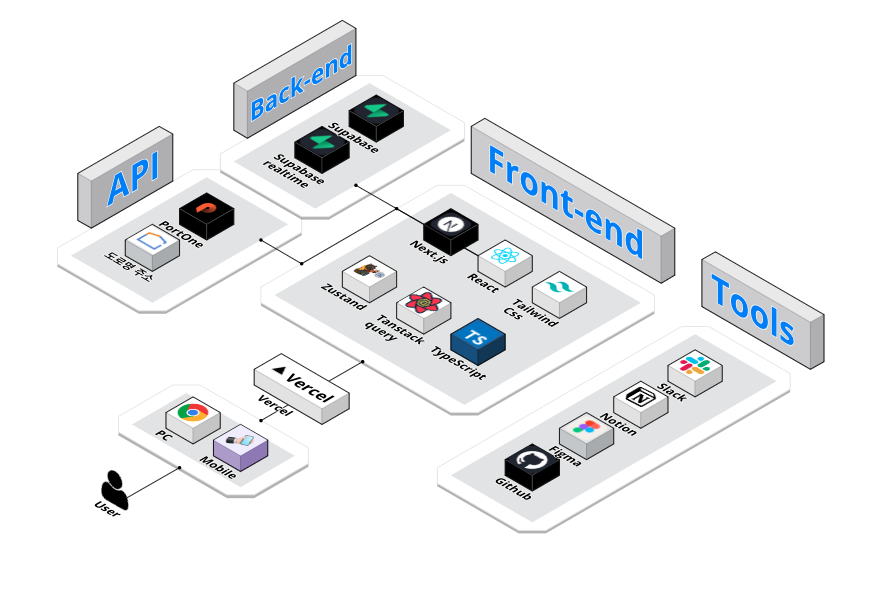 Back-end
Supabase
Supabase
realtime
API
PortOne
도로명 주소
Front-end
Next.js
React
Tailwind
Css
Zustand
Tanstack
query
TypeScript
TS
Tools
Slack
Notion
Figma
Github
Vercel
Vercel
PC
Mobile
User